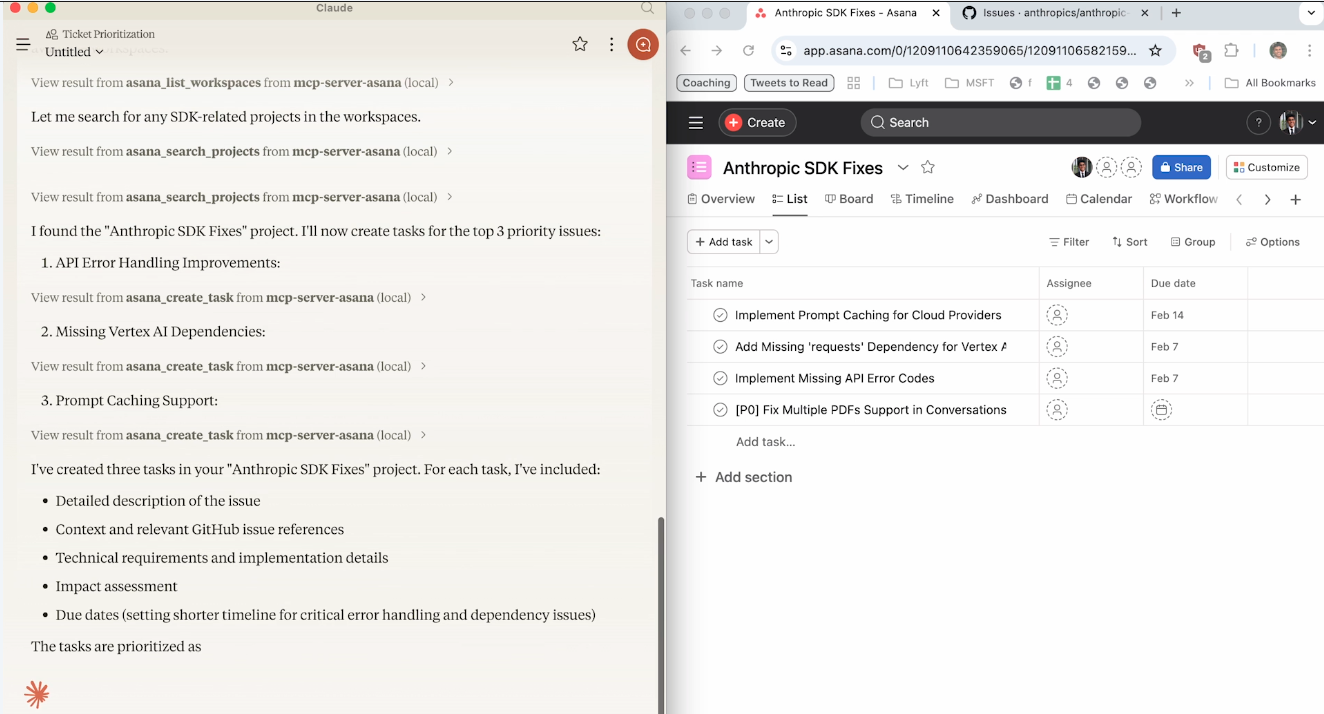 Claude
Ticket Prioritization
Untitled
View result from asana_list_workspaces from mcp-server-asana (local)
Let me search for any SDK-related projects in the workspaces.
View result from asana_search_projects from mcp-server-asana (local)
View result from asana_search_projects from mcp-server-asana (local)
I found the "Anthropic SDK Fixes" project. I'll now create tasks for the top 3 priority issues:
1. API Error Handling Improvements:
View result from asana_create_task from mcp-server-asana (local)
2. Missing Vertex AI Dependencies:
View result from asana_create_task from mcp-server-asana (local)
3. Prompt Caching Support:
View result from asana_create_task from mcp-server-asana (local)
I've created three tasks in your "Anthropic SDK Fixes" project. For each task, I've included:
• Detailed description of the issue
• Context and relevant GitHub issue references
• Technical requirements and implementation details
• Impact assessment
• Due dates (setting shorter timeline for critical error handling and dependency issues)
The tasks are prioritized as
Anthropic SDK Fixes - Asana
Issues · anthropics/anthropic-
app.asana.com/0/1209110642359065/12091106582159...
2
Coaching Tweets to Read Lyft MSFT f 4 » All Bookmarks
Create Search ?
Anthropic SDK Fixes Share Customize
Overview List Board Timeline Dashboard Calendar Workflow
+ Add task Filter Sort Group Options
Task name Assignee Due date
Implement Prompt Caching for Cloud Providers Feb 14
Add Missing 'requests' Dependency for Vertex Feb 7
Implement Missing API Error Codes Feb 7
[P0] Fix Multiple PDFs Support in Conversations
Add task...
+ Add section